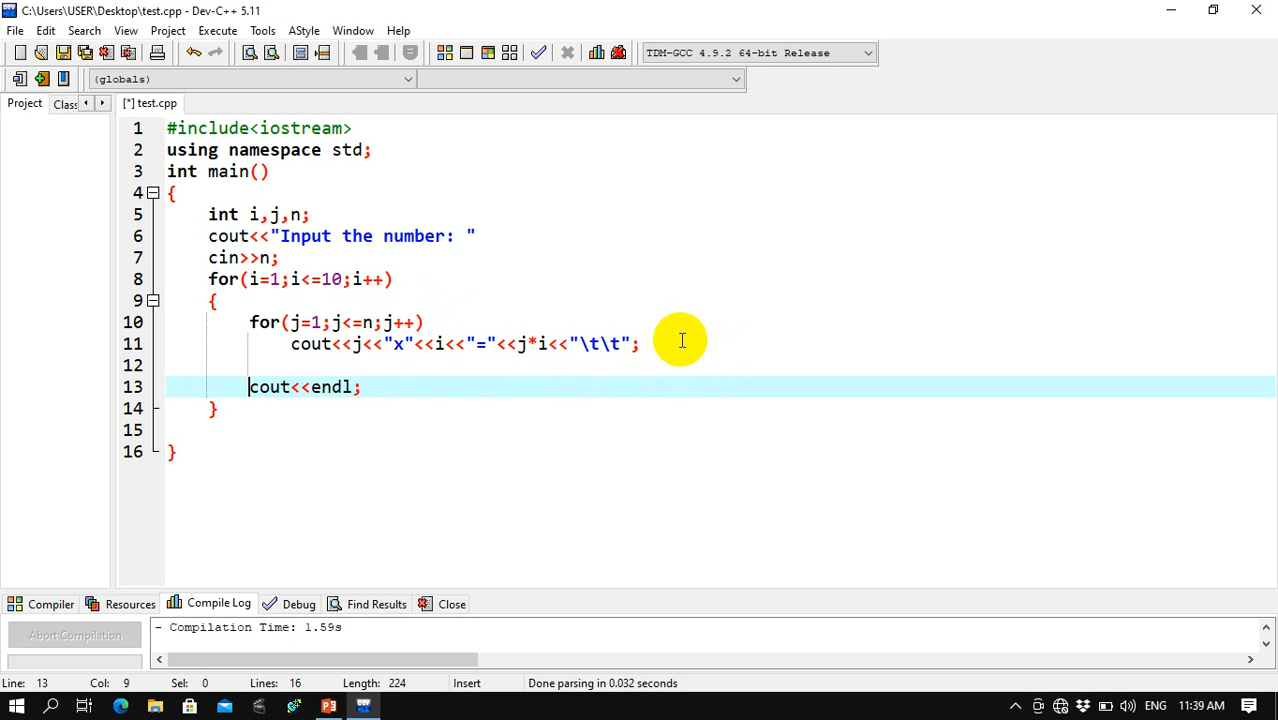 C:\Users\USER\Desktop\test.cpp - Dev-C++ 5.11
File Edit Search View Project Execute Tools AStyle Window Help
TDM-GCC 4.9.2 64-bit Release
(globals)
Project Clas [*] test.cpp
1 #include<iostream>
2 using namespace std;
3 int main()
4 {
5 int i,j,n;
6 cout<<"Input the number: "
7 cin>>n;
8 for(i=1;i<=10;i++)
9 {
10 for(j=1;j<=n;j++)
11 cout<<j<<"x"<<i<<"="<<j*i<<"\t\t";
12
13 cout<<endl;
14 }
15
16 }
Compiler Resources Compile Log Debug Find Results Close
Abort Compilation - Compilation Time: 1.59s
Line: 13 Col: 9 Sel: 0 Lines: 16 Length: 224 Insert Done parsing in 0.032 seconds
ENG 11:39 AM